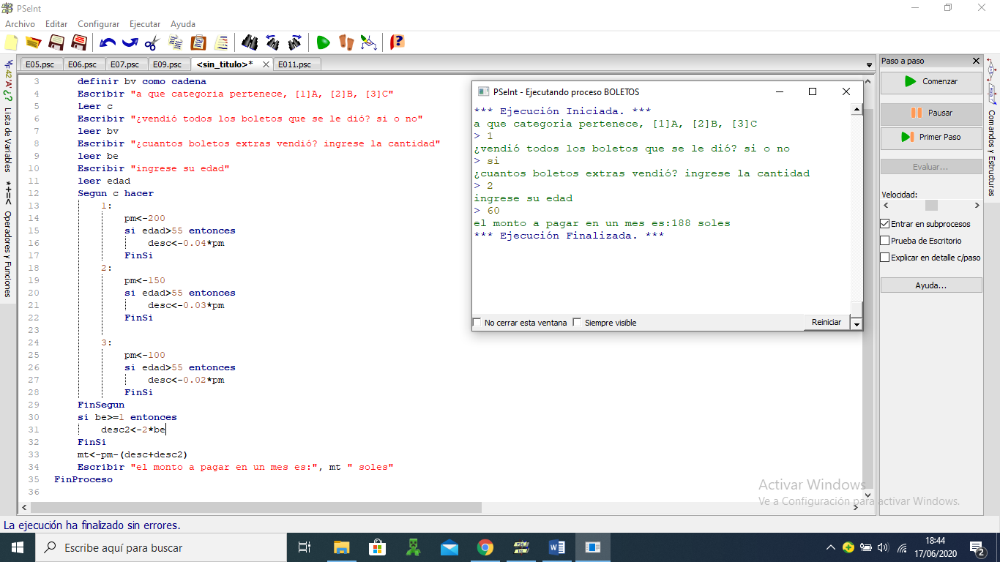 PSeInt
Archivo Editar Configurar Ejecutar Ayuda
E05.psc E06.psc E07.psc E09.psc <sin_titulo>* E011.psc
3 definir bv como cadena
4 Escribir "a que categoria pertenece, [1]A, [2]B, [3]C"
5 Leer c
6 Escribir "¿vendió todos los boletos que se le dió? si o no"
7 leer bv
8 Escribir "¿cuantos boletos extras vendió? ingrese la cantidad"
9 leer be
10 Escribir "ingrese su edad"
11 leer edad
12 Segun c hacer
13 1:
14 pm<-200
15 si edad>55 entonces
16 desc<-0.04*pm
17 FinSi
18 2:
19 pm<-150
20 si edad>55 entonces
21 desc<-0.03*pm
22 FinSi
23
24 3:
25 pm<-100
26 si edad>55 entonces
27 desc<-0.02*pm
28 FinSi
29 FinSegun
30 si be>=1 entonces
31 desc2<-2*be
32 FinSi
33 mt<-pm-(desc+desc2)
34 Escribir "el monto a pagar en un mes es:", mt " soles"
35 FinProceso
36
*+=< Operadores y Funciones
42 'A' ¿? Lista de Variables
PSeInt - Ejecutando proceso BOLETOS
*** Ejecución Iniciada. ***
a que categoria pertenece, [1]A, [2]B, [3]C
> 1
¿vendió todos los boletos que se le dió? si o no
> si
¿cuantos boletos extras vendió? ingrese la cantidad
> 2
ingrese su edad
> 60
el monto a pagar en un mes es:188 soles
*** Ejecución Finalizada. ***
No cerrar esta ventana Siempre visible Reiniciar
Paso a paso
Comenzar
Pausar
Primer Paso
Evaluar...
Velocidad:
Entrar en subprocesos
Prueba de Escritorio
Explicar en detalle c/paso
Ayuda...
Comandos y Estructuras
Activar Windows
Ve a Configuración para activar Windows.
La ejecución ha finalizado sin errores.
Escribe aquí para buscar
18:44
17/06/2020
2